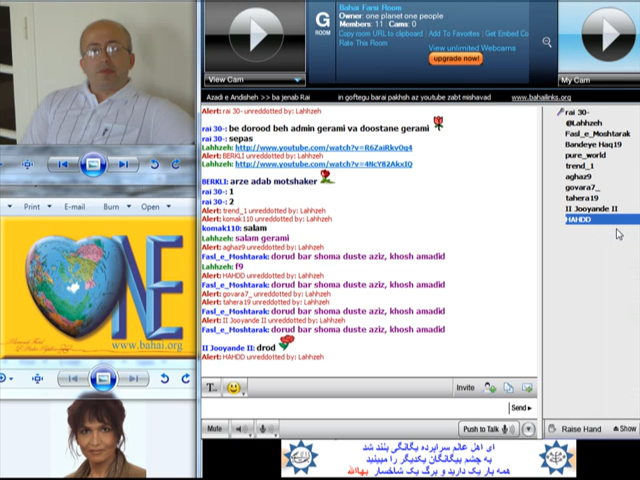 Bahai Farsi Room
Owner: one planet one people
Members: 11 Cams: 0
G
ROOM
Copy room URL to clipboard | Add To Favorites | Get Embed Co
Rate This Room
View unlimited Webcams
upgrade now!
View Cam
My Cam
Azadi e Andisheh >> ba jenab Rai
in goftegu barai pakhsh az youtube zabt mishavad
www.bahailinks.org
Alert: rai 30- unreddotted by: Lahhzeh
rai 30-: be dorood beh admin gerami va doostane gerami
rai 30-: sepas
Lahhzeh: http://www.youtube.com/watch?v=R6ZaiRkvOq4
Alert: BERKLI unreddotted by: Lahhzeh
Lahhzeh: http://www.youtube.com/watch?v=4NcY82AkxIQ
BERKLI: arze adab motshaker
rai 30-: 1
rai 30-: 2
Alert: trend_1 unreddotted by: Lahhzeh
Alert: komak110 unreddotted by: Lahhzeh
komak110: salam
Lahhzeh: salam gerami
Alert: aghaz9 unreddotted by: Lahhzeh
Fasl_e_Moshtarak: dorud bar shoma duste aziz, khosh amadid
Lahhzeh: f9
Fasl_e_Moshtarak: dorud bar shoma duste aziz, khosh amadid
Alert: HAHDD unreddotted by: Lahhzeh
Alert: govara7_ unreddotted by: Lahhzeh
Alert: tahera19 unreddotted by: Lahhzeh
Fasl_e_Moshtarak: dorud bar shoma duste aziz, khosh amadid
Alert: II Jooyande II unreddotted by: Lahhzeh
Fasl_e_Moshtarak: dorud bar shoma duste aziz, khosh amadid
II Jooyande II: drod
Alert: HAHDD unreddotted by: Lahhzeh
rai 30-
@Lahhzeh
Fasl_e_Moshtarak
Bandeye Haq19
pure_world
trend_1
aghaz9
govara7_
tahera19
II Jooyande II
HAHDD
Print
E-mail
Burn
Open
NE
www.bahai.org
T...
Invite
Send
Mute
Push to Talk
Raise Hand
Show
ای اهل عالم سراپرده یگانگی بلند شد
به چشم بیگانگان یکدیگر را مبینید
همه بار یک دارید و برگ یک شاخسار بهاالله